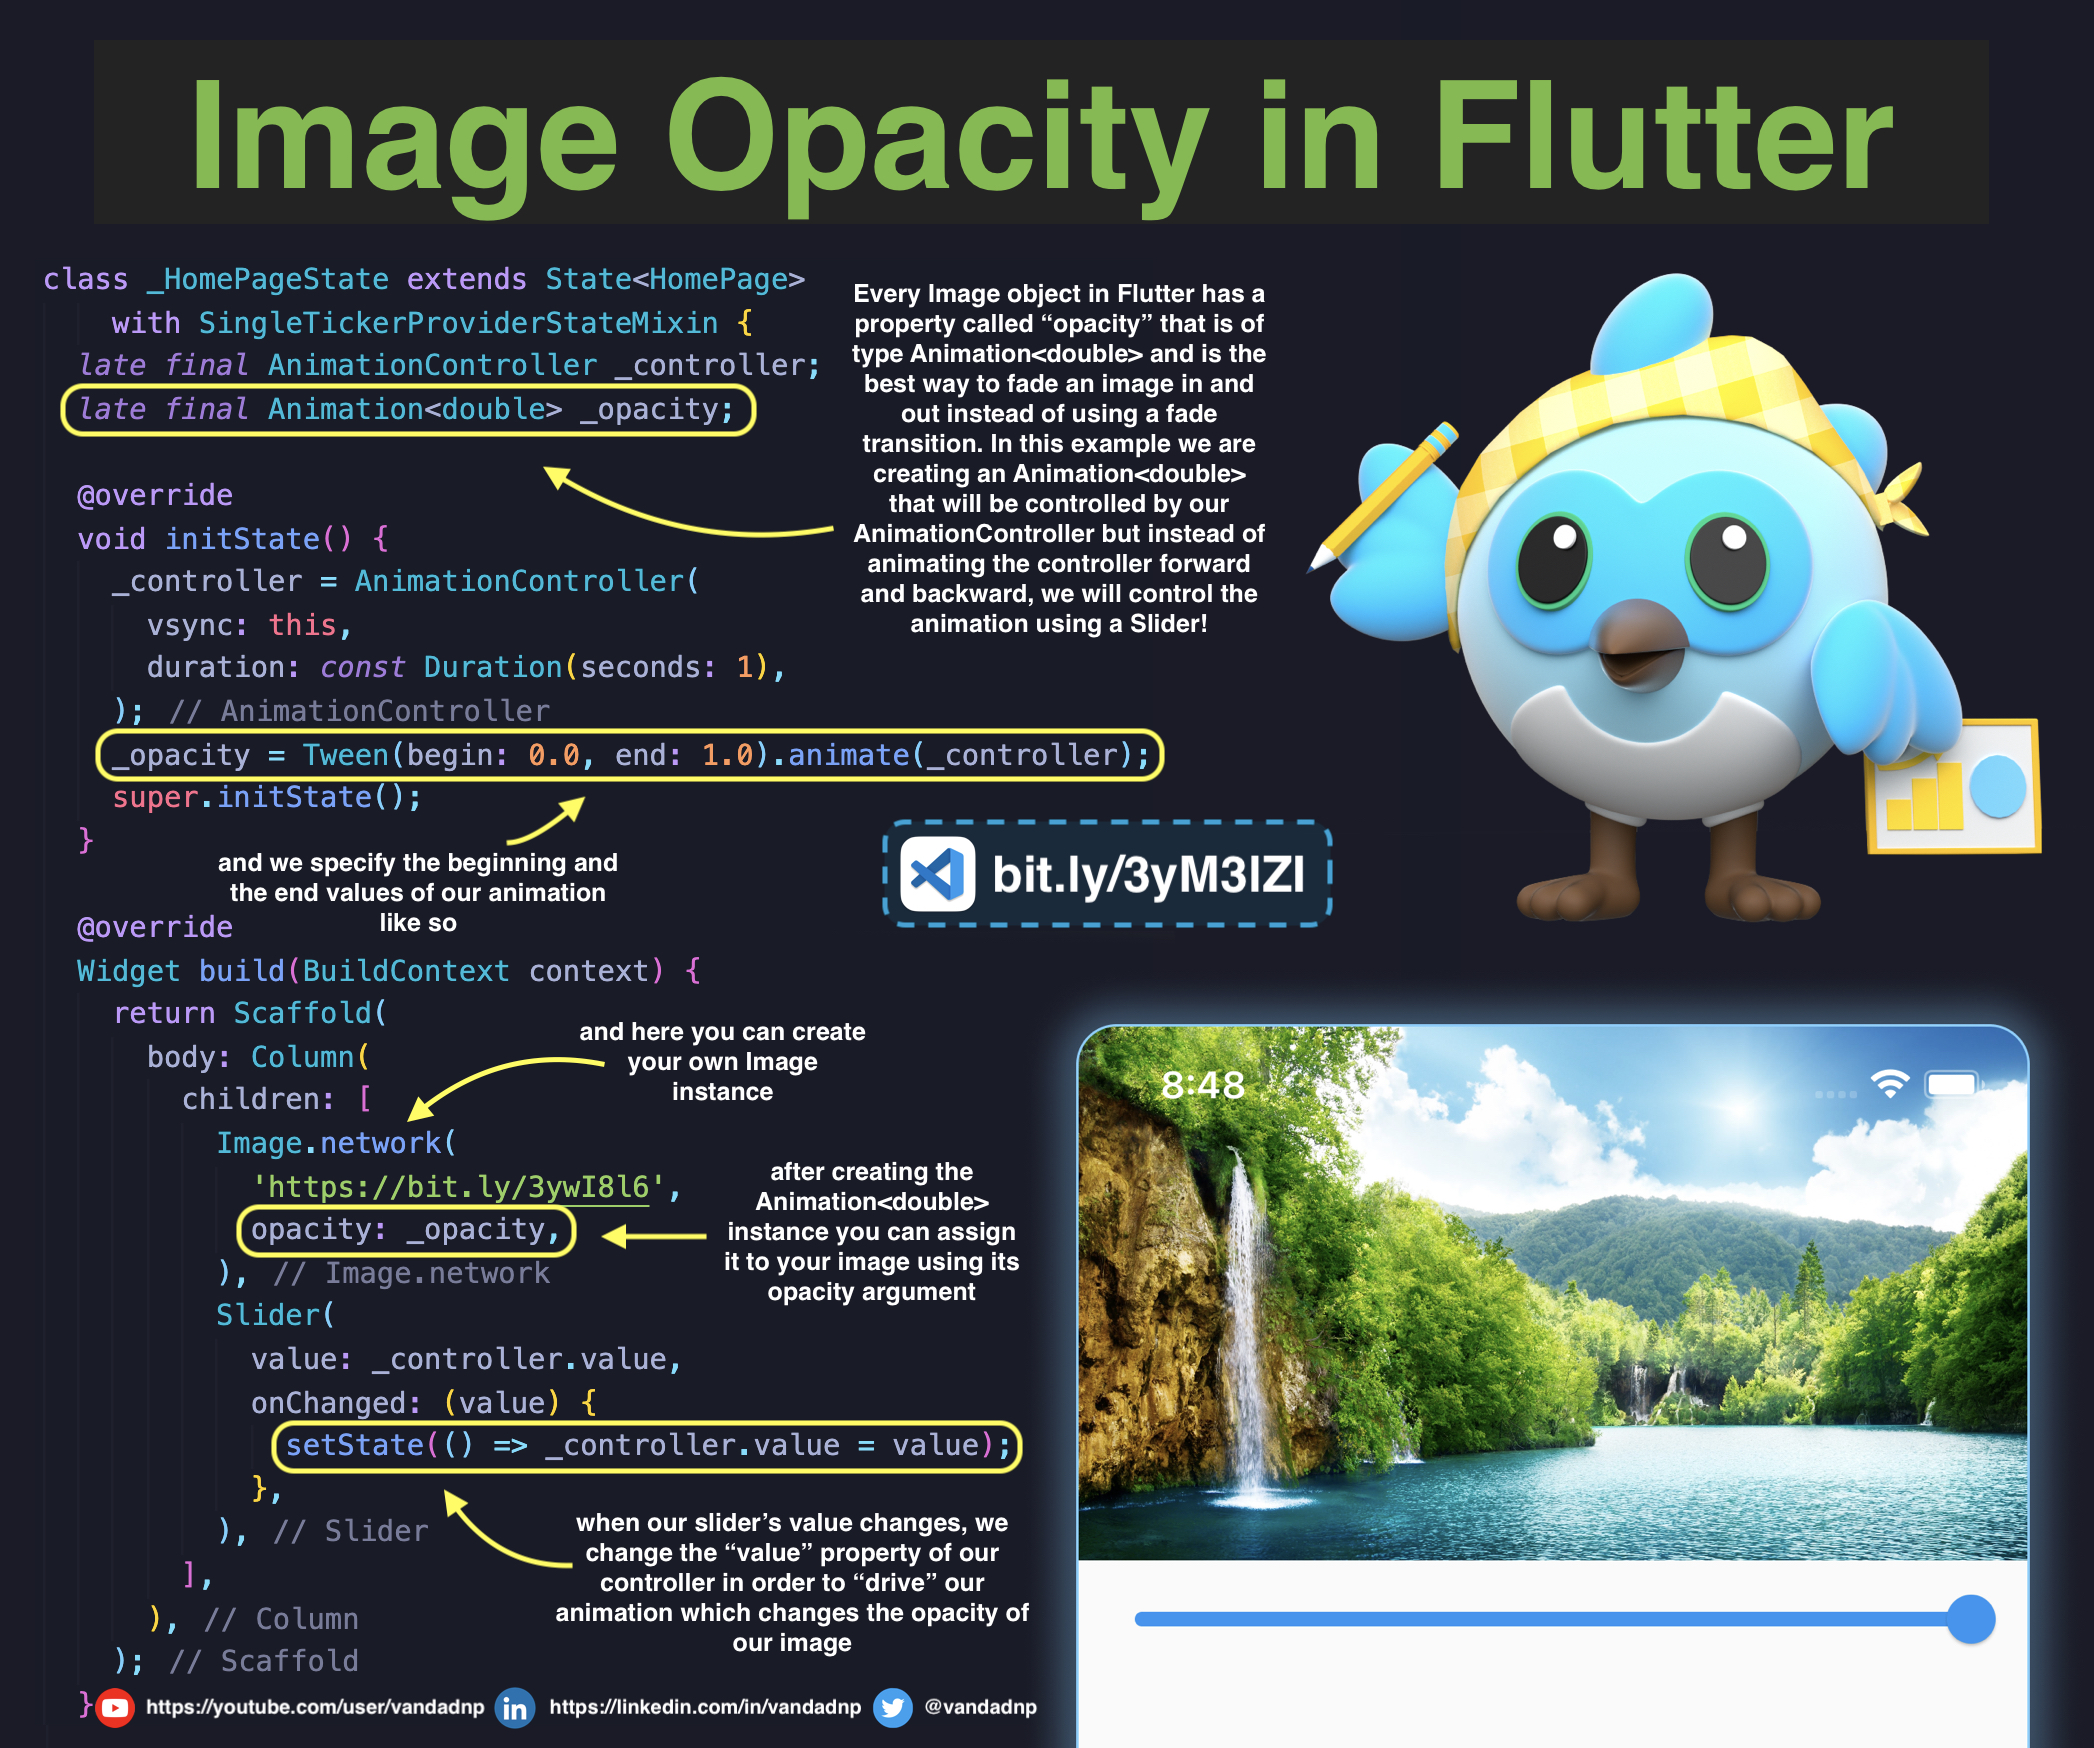 Image Opacity in Flutter
class _HomePageState extends State<HomePage>
with SingleTickerProviderStateMixin {
late final AnimationController _controller;
late final Animation<double> _opacity;
Every Image object in Flutter has a
property called “opacity” that is of
type Animation<double> and is the
best way to fade an image in and
out instead of using a fade
transition. In this example we are
creating an Animation<double>
that will be controlled by our
AnimationController but instead of
animating the controller forward
and backward, we will control the
animation using a Slider!
@override
void initState() {
_controller = AnimationController(
vsync: this,
duration: const Duration(seconds: 1),
); // AnimationController
_opacity = Tween(begin: 0.0, end: 1.0).animate(_controller);
super.initState();
}
and we specify the beginning and
the end values of our animation
like so
bit.ly/3yM3IZI
@override
Widget build(BuildContext context) {
return Scaffold(
body: Column(
children: [
and here you can create
your own Image
instance
Image.network(
'https://bit.ly/3ywI8l6',
opacity: _opacity,
), // Image.network
after creating the
Animation<double>
instance you can assign
it to your image using its
opacity argument
Slider(
value: _controller.value,
onChanged: (value) {
setState(() => _controller.value = value);
},
), // Slider
],
), // Column
); // Scaffold
}
when our slider’s value changes, we
change the “value” property of our
controller in order to “drive” our
animation which changes the opacity of
our image
8:48
https://youtube.com/user/vandadnp
in https://linkedin.com/in/vandadnp
@vandadnp